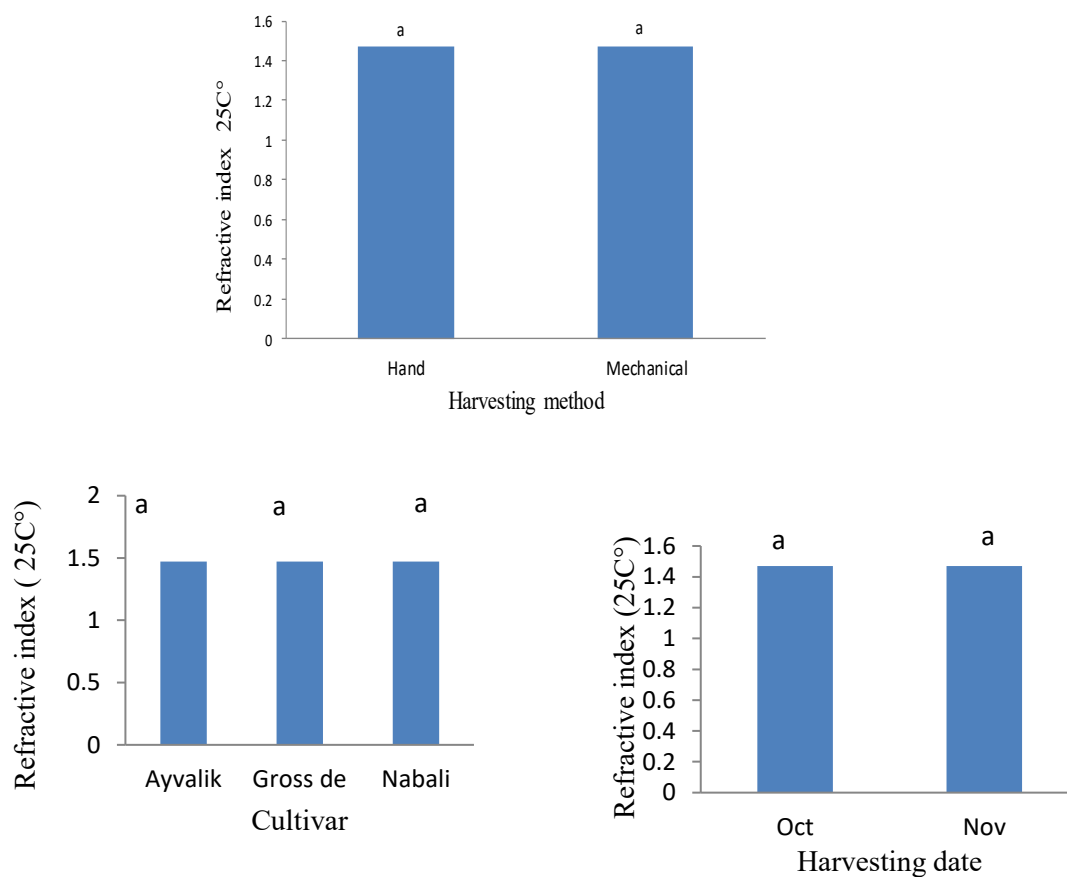 Refractive index 25C°
1.6
1.4
1.2
1
0.8
0.6
0.4
0.2
0
a a
Hand Mechanical
Harvesting method
Refractive index ( 25C°)
2
1.5
1
0.5
0
a a a
Ayvalik Gross de Nabali
Cultivar
Refractive index (25C°)
1.6
1.4
1.2
1
0.8
0.6
0.4
0.2
0
a a
Oct Nov
Harvesting date